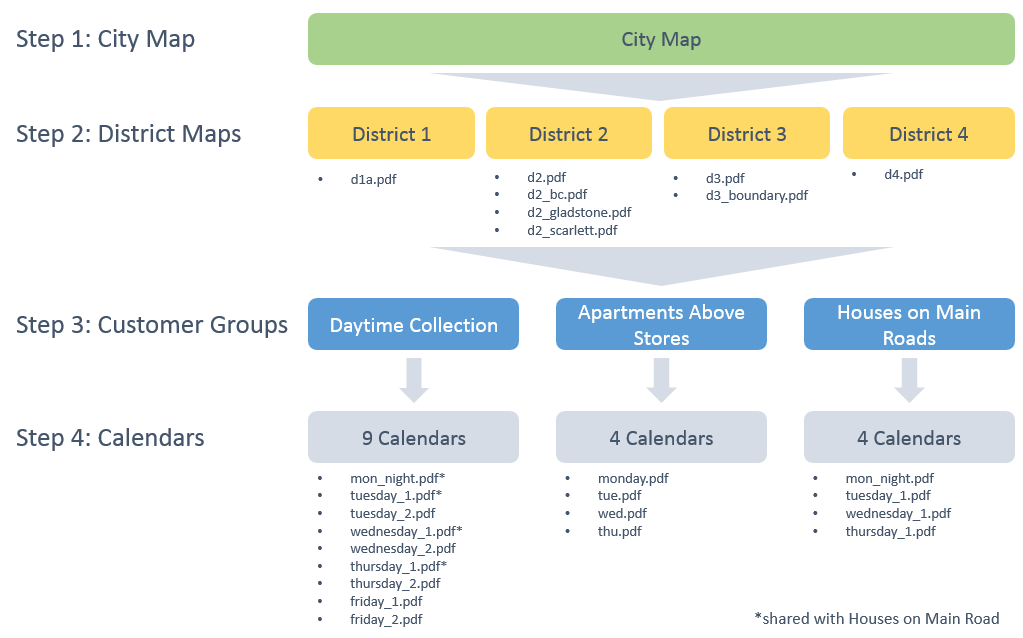 Step 1: City Map
City Map
Step 2: District Maps
District 1
District 2
District 3
District 4
• d1a.pdf
• d2.pdf
• d2_bc.pdf
• d2_gladstone.pdf
• d2_scarlett.pdf
• d3.pdf
• d3_boundary.pdf
• d4.pdf
Step 3: Customer Groups
Daytime Collection
Apartments Above
Stores
Houses on Main
Roads
Step 4: Calendars
9 Calendars
4 Calendars
4 Calendars
• mon_night.pdf*
• tuesday_1.pdf*
• tuesday_2.pdf
• wednesday_1.pdf*
• wednesday_2.pdf
• thursday_1.pdf*
• thursday_2.pdf
• friday_1.pdf
• friday_2.pdf
• monday.pdf
• tue.pdf
• wed.pdf
• thu.pdf
• mon_night.pdf
• tuesday_1.pdf
• wednesday_1.pdf
• thursday_1.pdf
*shared with Houses on Main Road